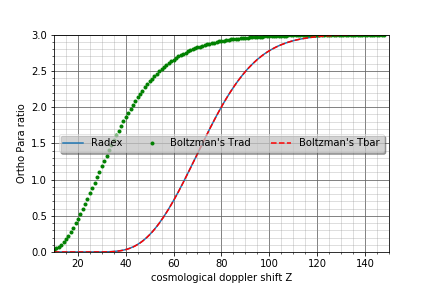 3.0
2.5
2.0
1.5
1.0
0.5
0.0
Ortho Para ratio
Radex Boltzman's Trad Boltzman's Tbar
20 40 60 80 100 120 140
cosmological doppler shift Z